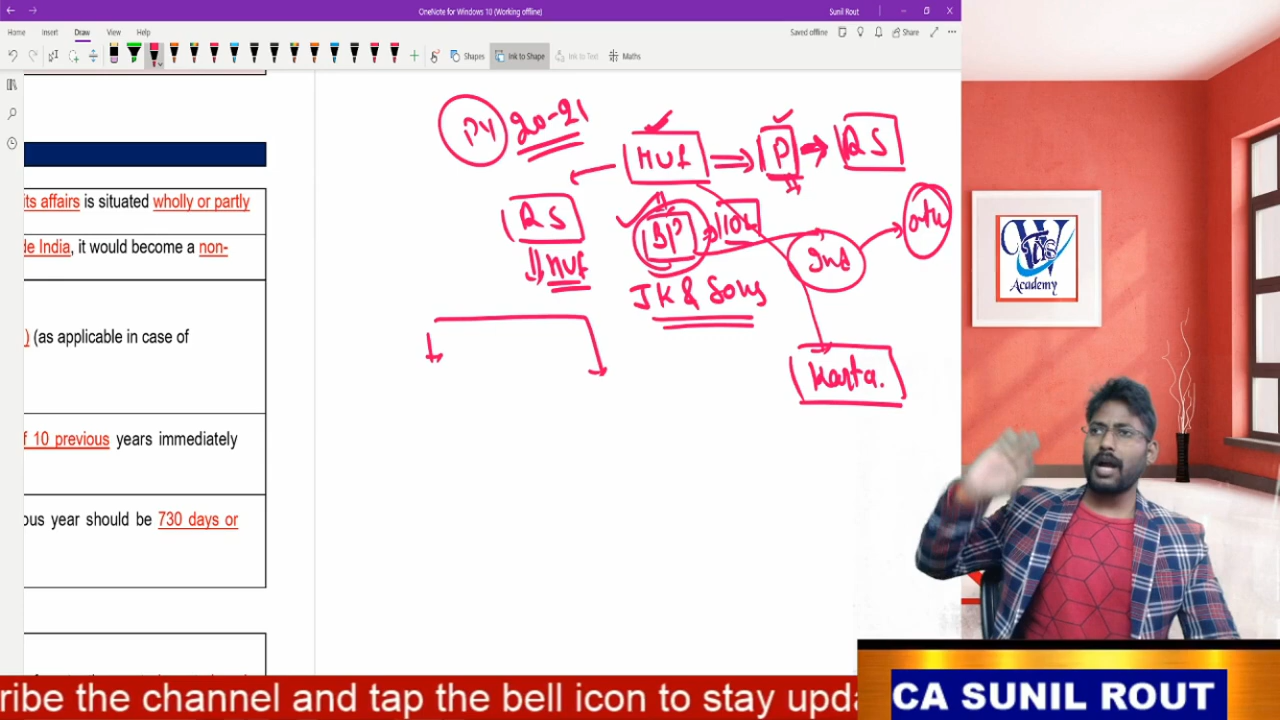 OneNote for Windows 10 (Working offline)
Sunil Rout
Home Insert Draw View Help
Saved offline
Share
Shapes
Ink to Shape
Ink to Text
Maths
its affairs is situated wholly or partly
de India, it would become a non-
) (as applicable in case of
f 10 previous years immediately
ous year should be 730 days or
PY 20-21
HUF
P
RS
RS
HUF
BP
110L
Ind
JK & Sons
Karta.
Academy
ribe the channel and tap the bell icon to stay upda
CA SUNIL ROUT